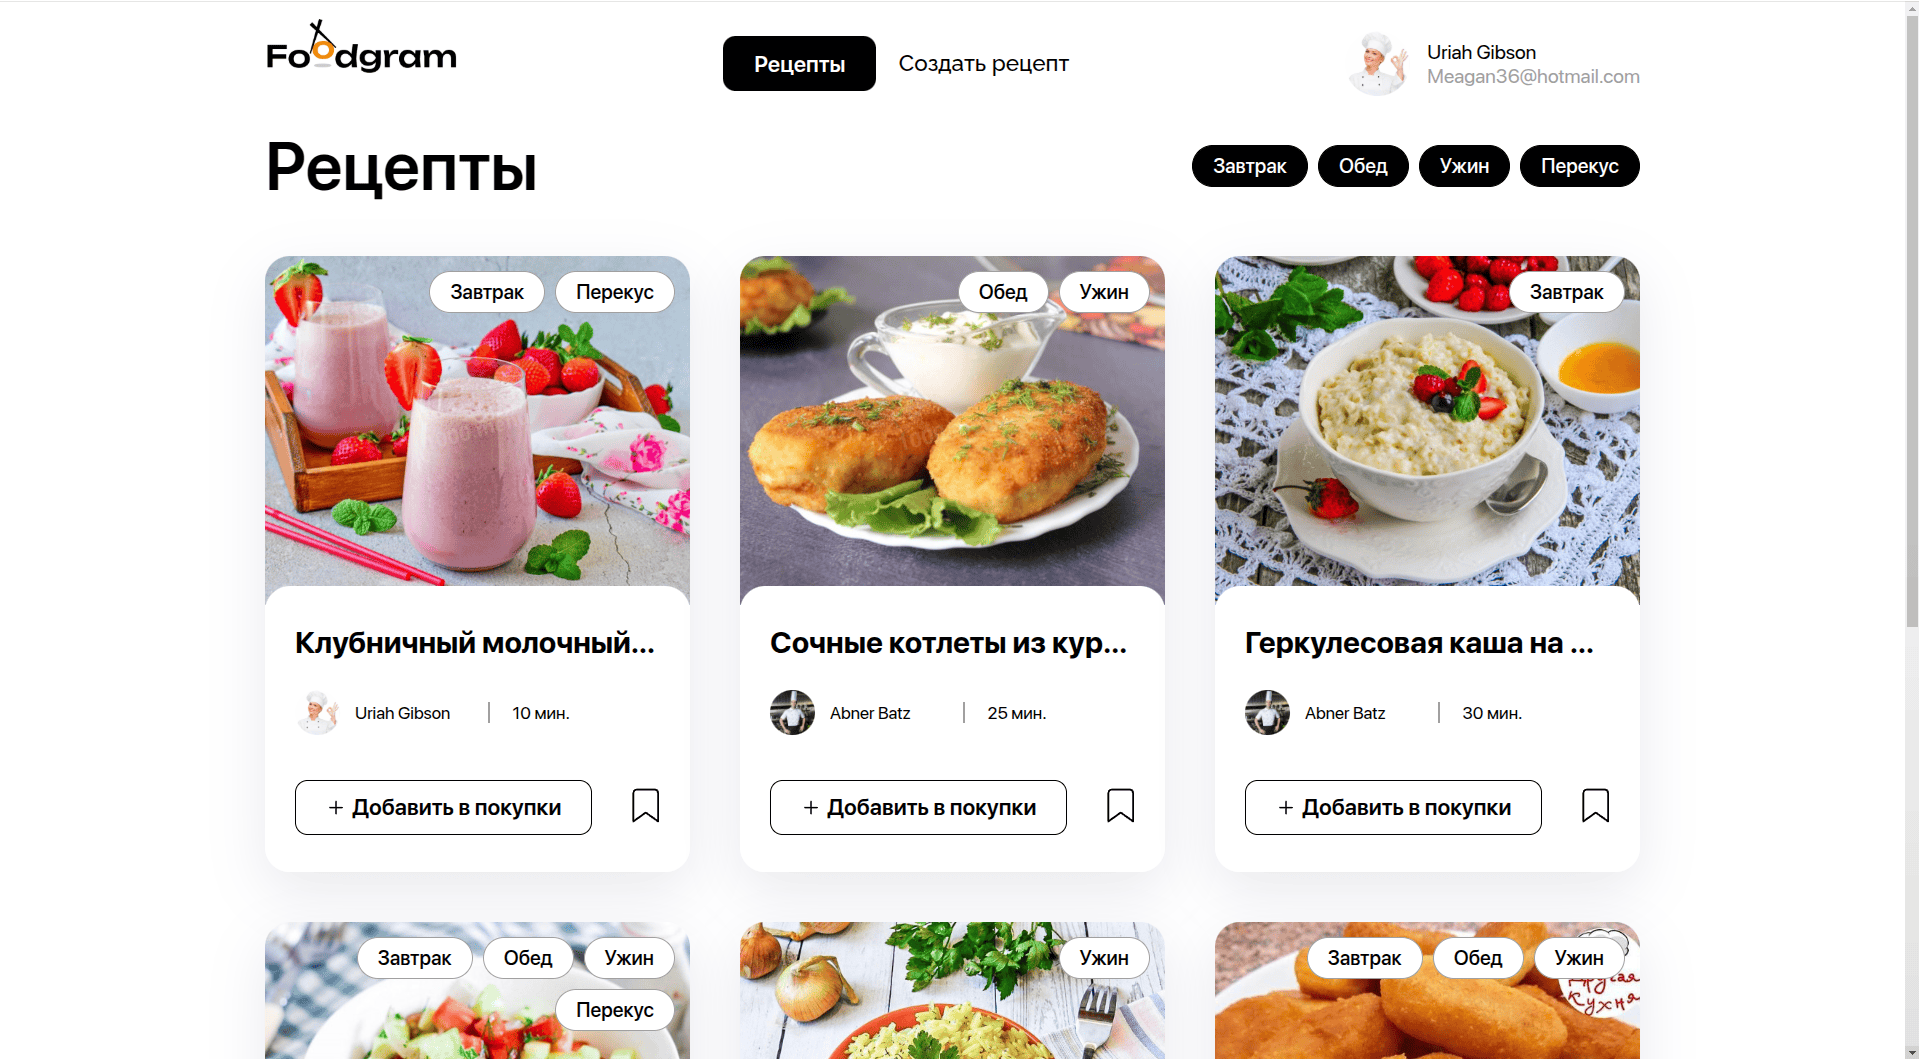 Foodgram
Рецепты
Создать рецепт
Uriah Gibson
Meagan36@hotmail.com
Рецепты
Завтрак
Обед
Ужин
Перекус
Завтрак
Перекус
Клубничный молочный...
Uriah Gibson
10 мин.
+ Добавить в покупки
Обед
Ужин
Сочные котлеты из кур...
Abner Batz
25 мин.
+ Добавить в покупки
Завтрак
Геркулесовая каша на ...
Abner Batz
30 мин.
+ Добавить в покупки
Завтрак
Обед
Ужин
Перекус
Ужин
Завтрак
Обед
Ужин
Другая
Кухня